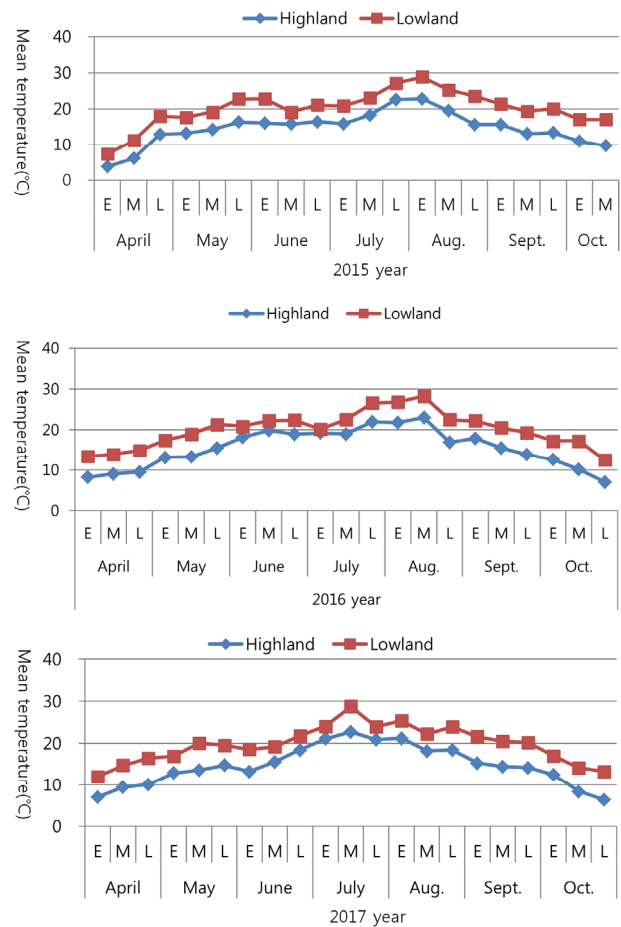 Highland Lowland
Mean temperature(℃)
40
30
20
10
0
E M L E M L E M L E M L E M L E M L E M
April May June July Aug. Sept. Oct.
2015 year
Highland Lowland
Mean temperature(℃)
40
30
20
10
0
E M L E M L E M L E M L E M L E M L E M L
April May June July Aug. Sept. Oct.
2016 year
Highland Lowland
Mean temperature(℃)
40
30
20
10
0
E M L E M L E M L E M L E M L E M L E M L
April May June July Aug. Sept. Oct.
2017 year